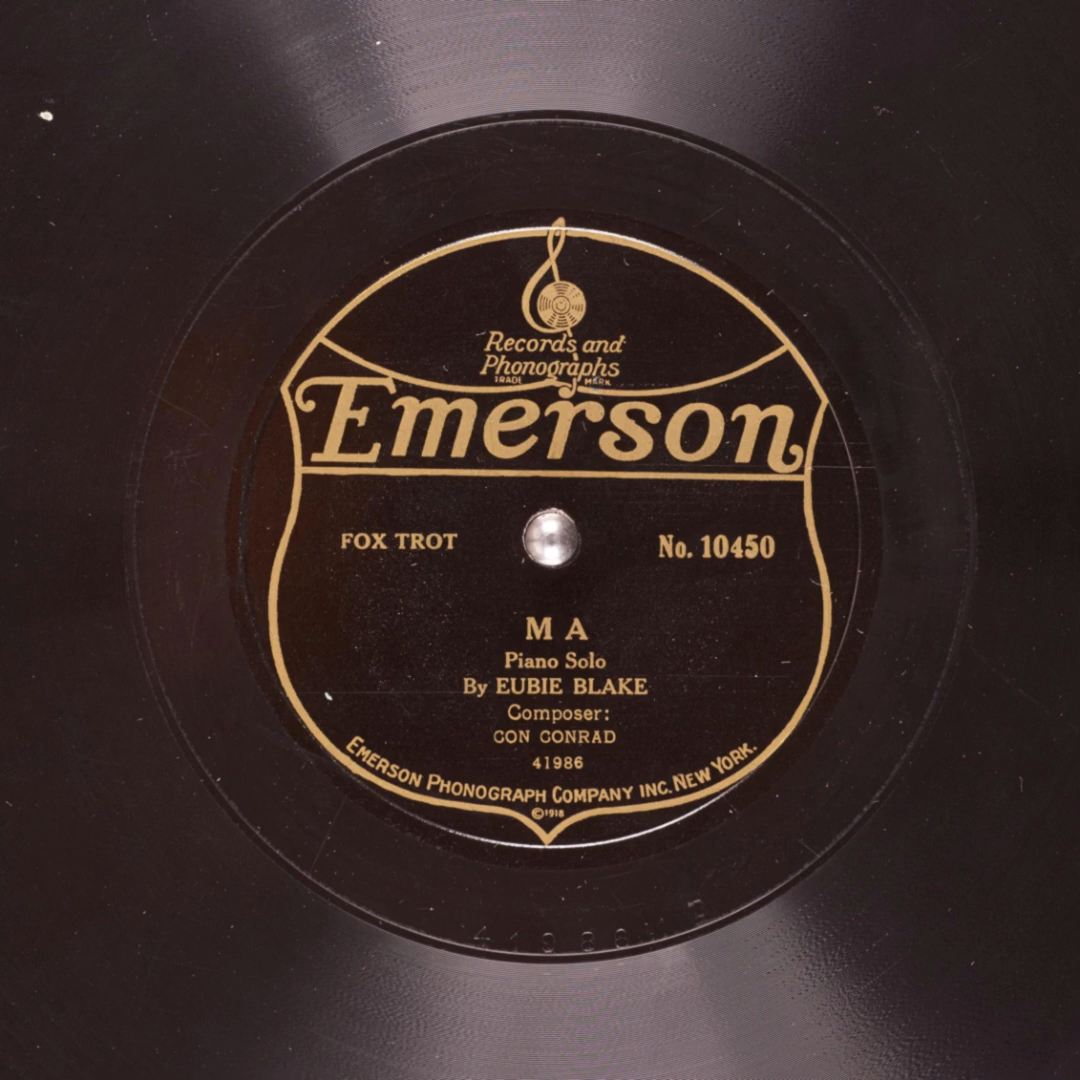 Records and
Phonographs
TRADE MARK
Emerson
FOX TROT
No. 10450
M A
Piano Solo
By EUBIE BLAKE
Composer:
CON CONRAD
41986
EMERSON PHONOGRAPH COMPANY INC. NEW YORK.
©1918
41986